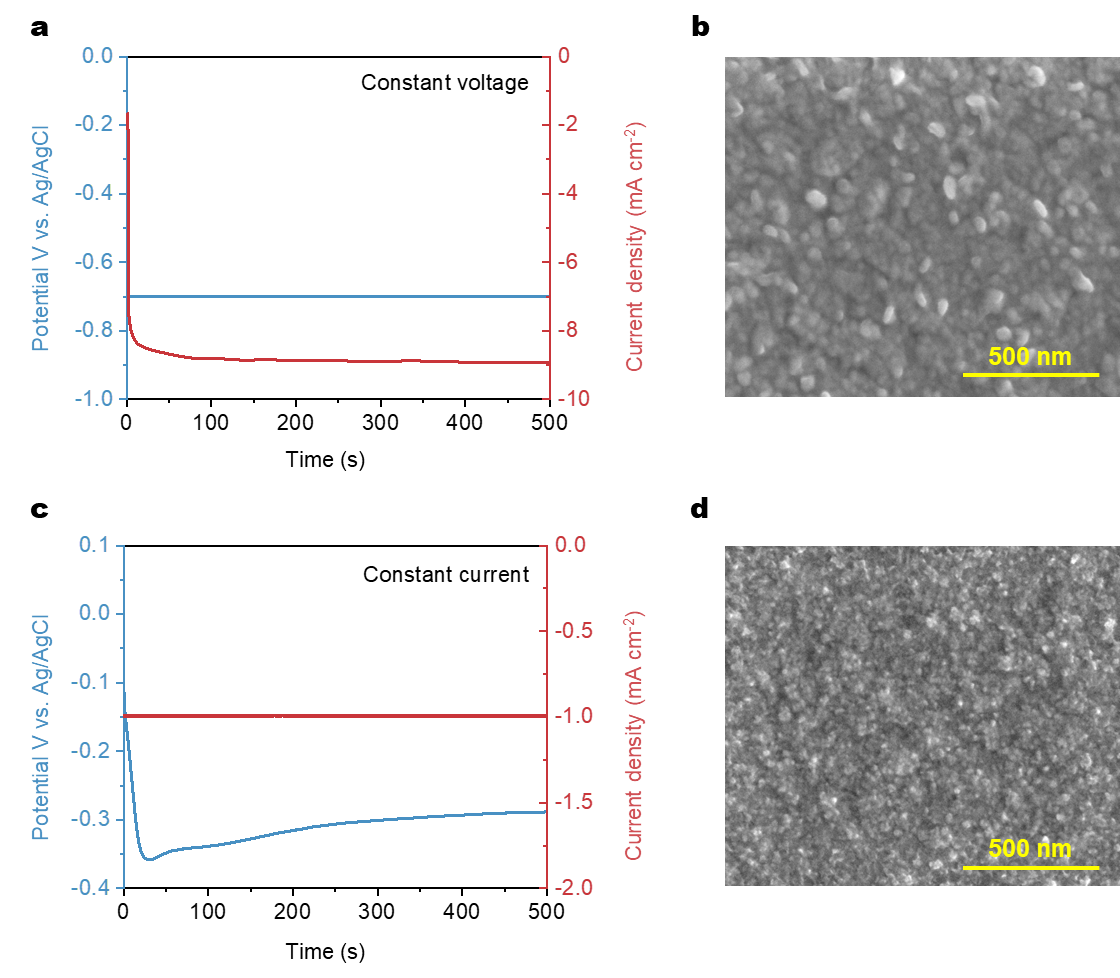 a
Constant voltage
Potential V vs. Ag/AgCl
0.0
-0.2
-0.4
-0.6
-0.8
-1.0
0
-2
-4
-6
-8
-10
Current density (mA cm-2)
0 100 200 300 400 500
Time (s)
b
500 nm
c
Constant current
Potential V vs. Ag/AgCl
0.1
0.0
-0.1
-0.2
-0.3
-0.4
0.0
-0.5
-1.0
-1.5
-2.0
Current density (mA cm-2)
0 100 200 300 400 500
Time (s)
d
500 nm